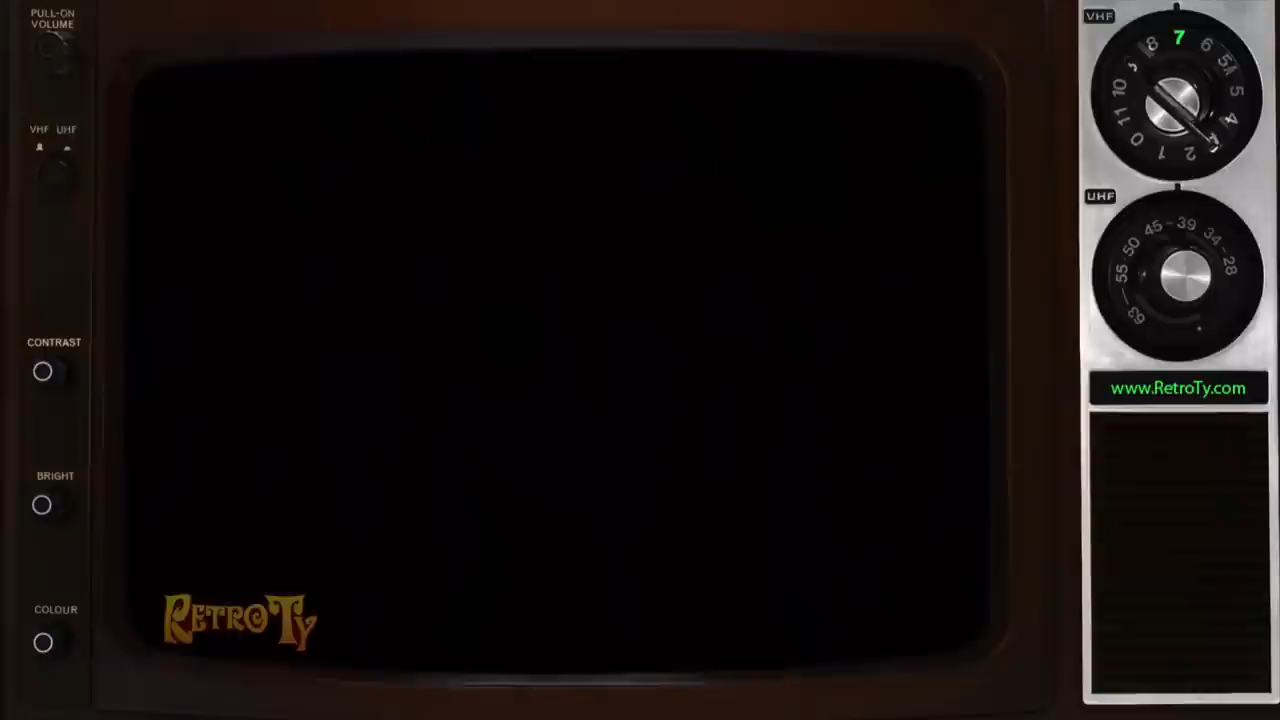 PULL-ON
VOLUME
VHF UHF
CONTRAST
BRIGHT
COLOUR
RETROTY
VHF
8 7 6 5A 5 4 2 1 0 11 10
UHF
63 55 50 45 39 34 28
www.RetroTy.com